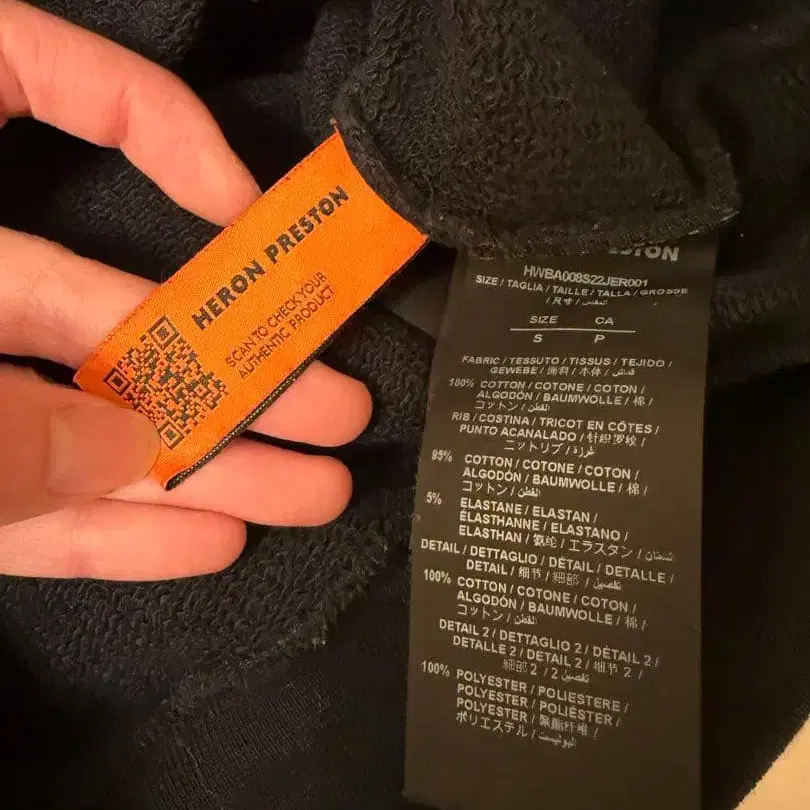 HERON PRESTON
SCAN TO CHECK YOUR
AUTHENTIC PRODUCT
HWBA008S22JER001
SIZE / TAGLIA / TAILLE / TALLA / GRÖSSE
/ 尺寸 / المقاس
SIZE CA
S P
FABRIC / TESSUTO / TISSUS / TEJIDO /
GEWEBE / 面料 / 本体 / قماش
100% COTTON / COTONE / COTON /
ALGODÓN / BAUMWOLLE / 棉 /
コットン / القطن
RIB / COSTINA / TRICOT EN CÔTES /
PUNTO ACANALADO / 针织罗纹 /
ニットリブ / غرزة
95% COTTON / COTONE / COTON /
ALGODÓN / BAUMWOLLE / 棉 /
コットン / القطن
5% ELASTANE / ELASTAN /
ÉLASTHANNE / ELASTANO /
ELASTHAN / 氨纶 / エラスタン /
DETAIL / DETTAGLIO / DÉTAIL / DETALLE /
DETAIL / 细节 / 細部 / تفصيل
100% COTTON / COTONE / COTON /
ALGODÓN / BAUMWOLLE / 棉 /
コットン / القطن
DETAIL 2 / DETTAGLIO 2 / DÉTAIL 2 /
DETALLE 2 / DETAIL 2 / 细节 2 /
細部 2 / تفصيل 2
100% POLYESTER / POLIESTERE /
POLYESTER / POLIÉSTER /
POLYESTER / 聚酯纤维 /
ポリエステル / البوليستر